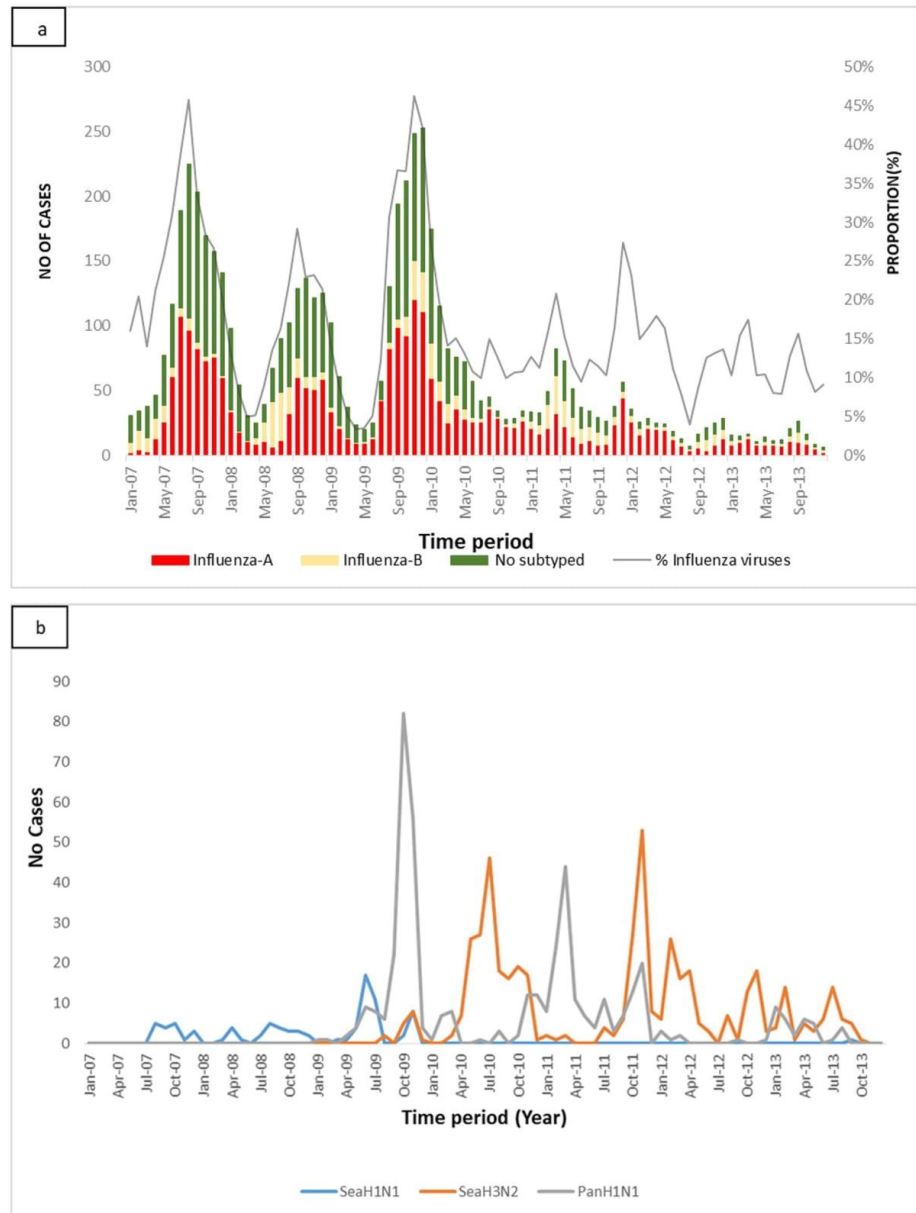 a
300
250
200
150
100
50
0
NO OF CASES
50%
45%
40%
35%
30%
25%
20%
15%
10%
5%
0%
PROPORTION(%)
Jan-07
May-07
Sep-07
Jan-08
May-08
Sep-08
Jan-09
May-09
Sep-09
Jan-10
May-10
Sep-10
Jan-11
May-11
Sep-11
Jan-12
May-12
Sep-12
Jan-13
May-13
Sep-13
Time period
Influenza-A Influenza-B No subtyped % Influenza viruses
b
90
80
70
60
50
40
30
20
10
0
No Cases
Jan-07
Apr-07
Jul-07
Oct-07
Jan-08
Apr-08
Jul-08
Oct-08
Jan-09
Apr-09
Jul-09
Oct-09
Jan-10
Apr-10
Jul-10
Oct-10
Jan-11
Apr-11
Jul-11
Oct-11
Jan-12
Apr-12
Jul-12
Oct-12
Jan-13
Apr-13
Jul-13
Oct-13
Time period (Year)
SeaH1N1 SeaH3N2 PanH1N1